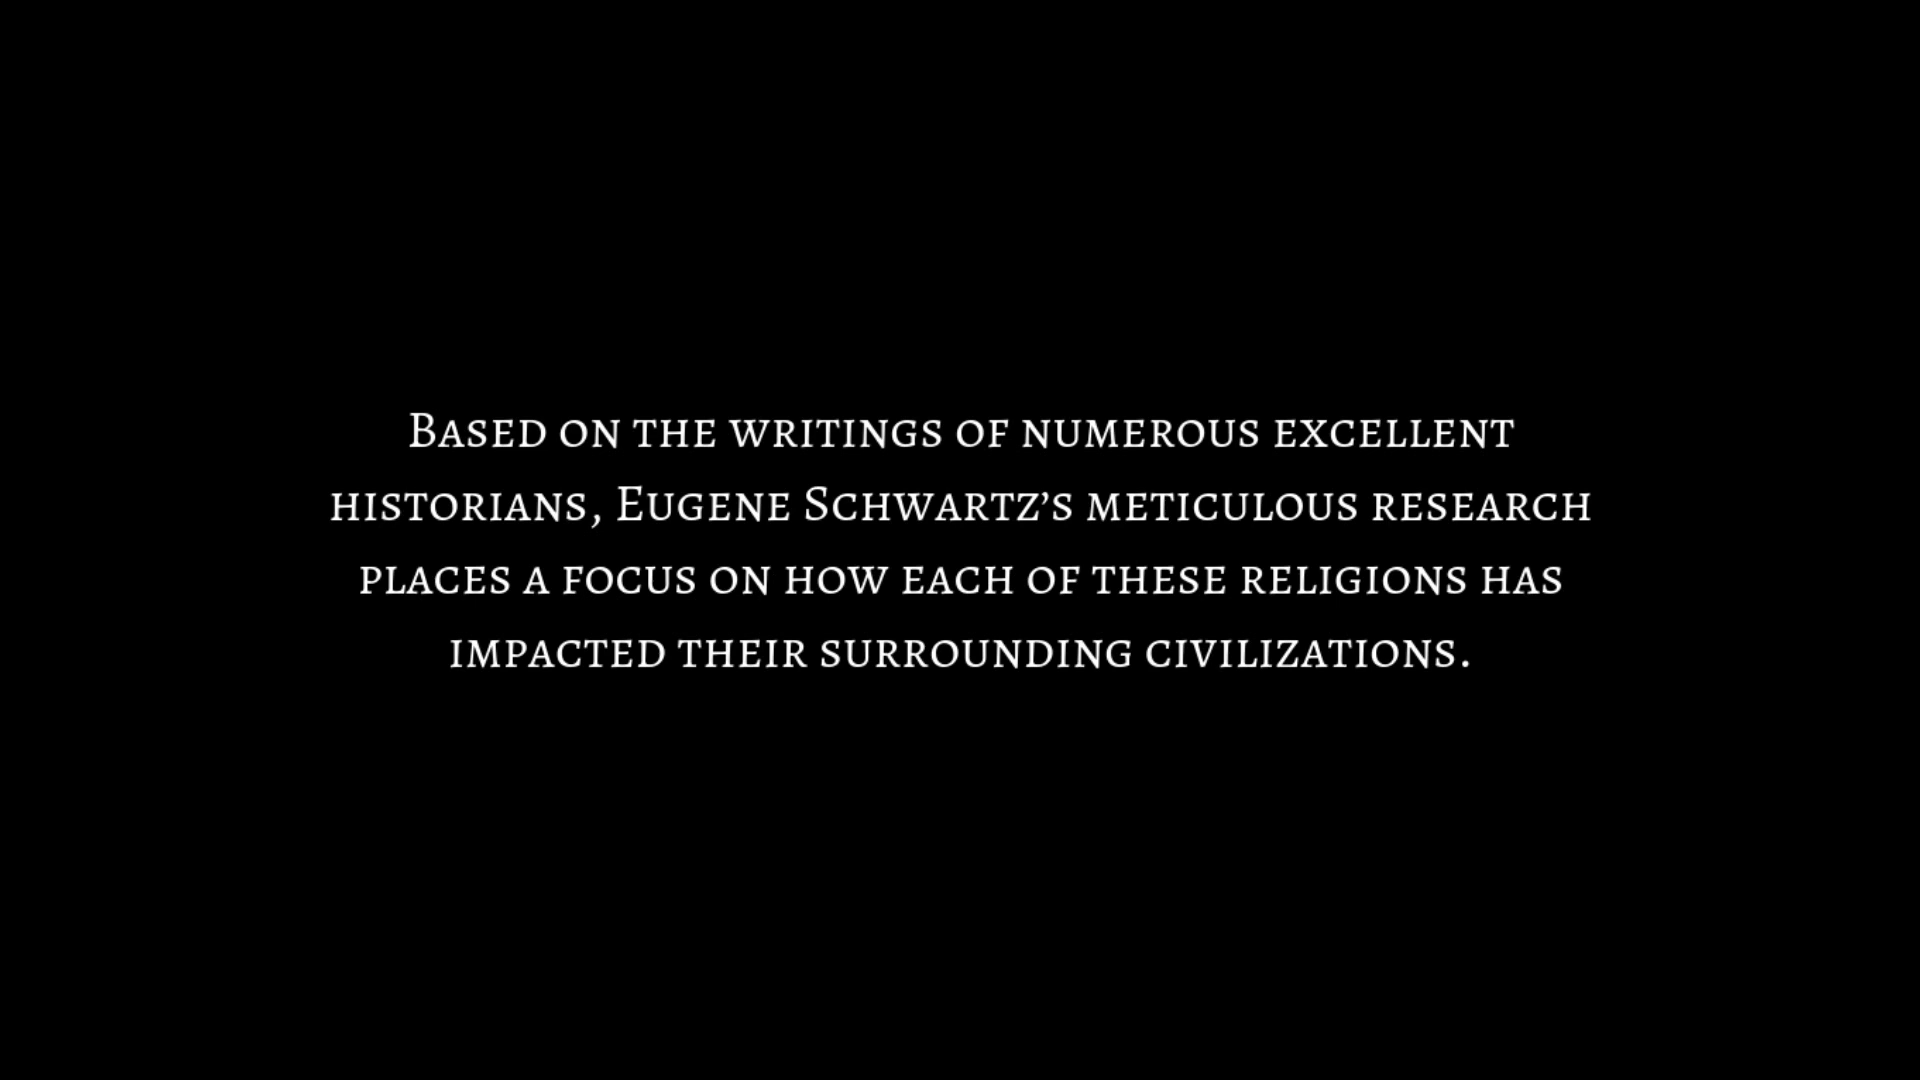 Based on the writings of numerous excellent
historians, Eugene Schwartz’s meticulous research
places a focus on how each of these religions has
impacted their surrounding civilizations.